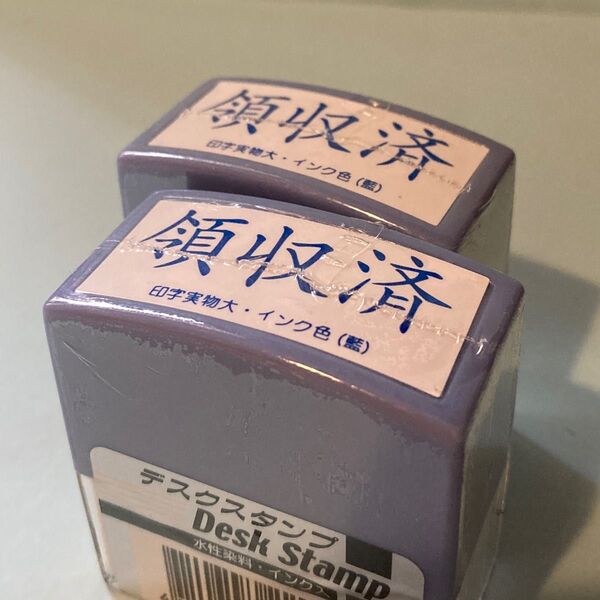 領収済
印字実物大・インク色(藍)
領収済
印字実物大・インク色(藍)
デスクスタンプ
Desk Stamp
水性染料・インク